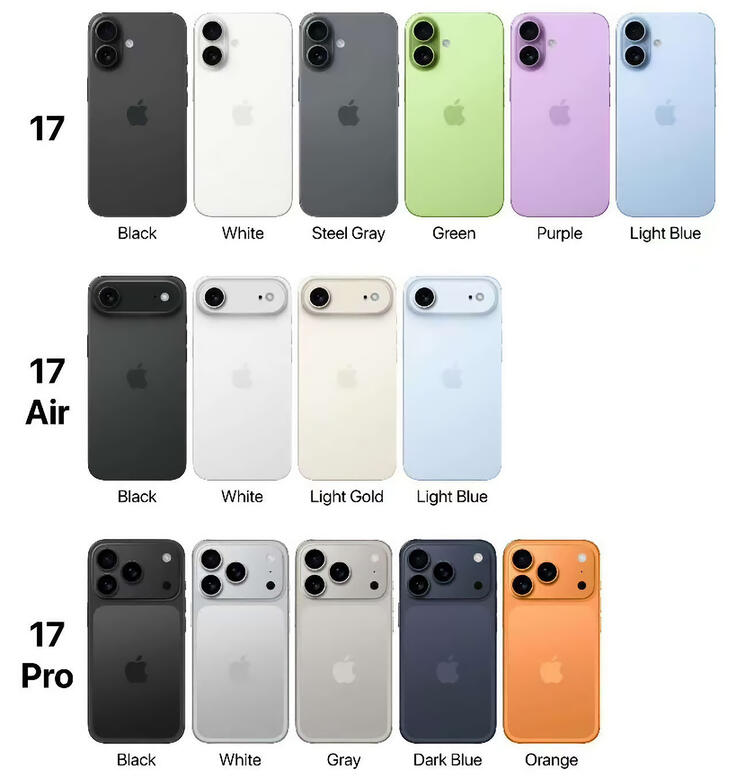 17
Black White Steel Gray Green Purple Light Blue
17
Air
Black White Light Gold Light Blue
17
Pro
Black White Gray Dark Blue Orange